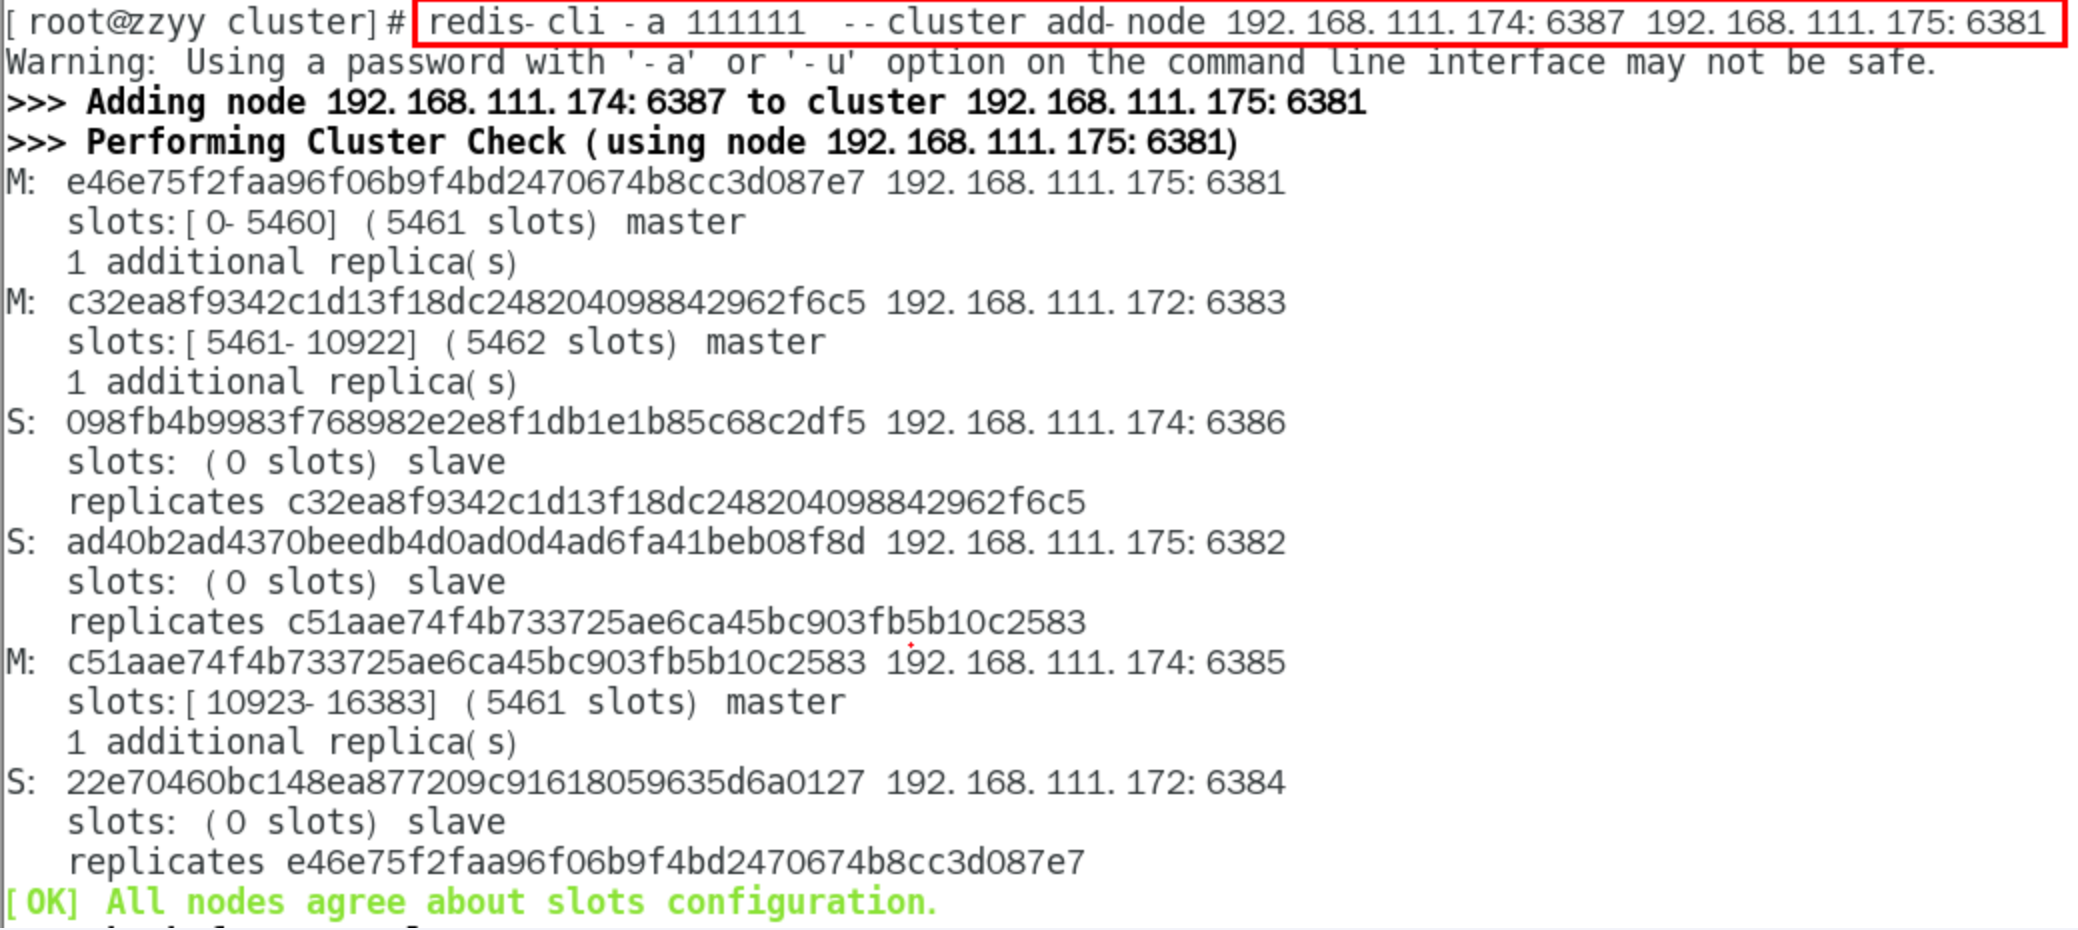 [root@zzyy cluster]# redis-cli -a 111111  --cluster add-node 192.168.111.174:6387 192.168.111.175:6381
Warning: Using a password with '-a' or '-u' option on the command line interface may not be safe.
>>> Adding node 192.168.111.174:6387 to cluster 192.168.111.175:6381
>>> Performing Cluster Check (using node 192.168.111.175:6381)
M: e46e75f2faa96f06b9f4bd2470674b8cc3d087e7 192.168.111.175:6381
   slots:[0-5460] (5461 slots) master
   1 additional replica(s)
M: c32ea8f9342c1d13f18dc248204098842962f6c5 192.168.111.172:6383
   slots:[5461-10922] (5462 slots) master
   1 additional replica(s)
S: 098fb4b9983f768982e2e8f1db1e1b85c68c2df5 192.168.111.174:6386
   slots: (0 slots) slave
   replicates c32ea8f9342c1d13f18dc248204098842962f6c5
S: ad40b2ad4370beedb4d0ad0d4ad6fa41beb08f8d 192.168.111.175:6382
   slots: (0 slots) slave
   replicates c51aae74f4b733725ae6ca45bc903fb5b10c2583
M: c51aae74f4b733725ae6ca45bc903fb5b10c2583 192.168.111.174:6385
   slots:[10923-16383] (5461 slots) master
   1 additional replica(s)
S: 22e70460bc148ea877209c91618059635d6a0127 192.168.111.172:6384
   slots: (0 slots) slave
   replicates e46e75f2faa96f06b9f4bd2470674b8cc3d087e7
[OK] All nodes agree about slots configuration.